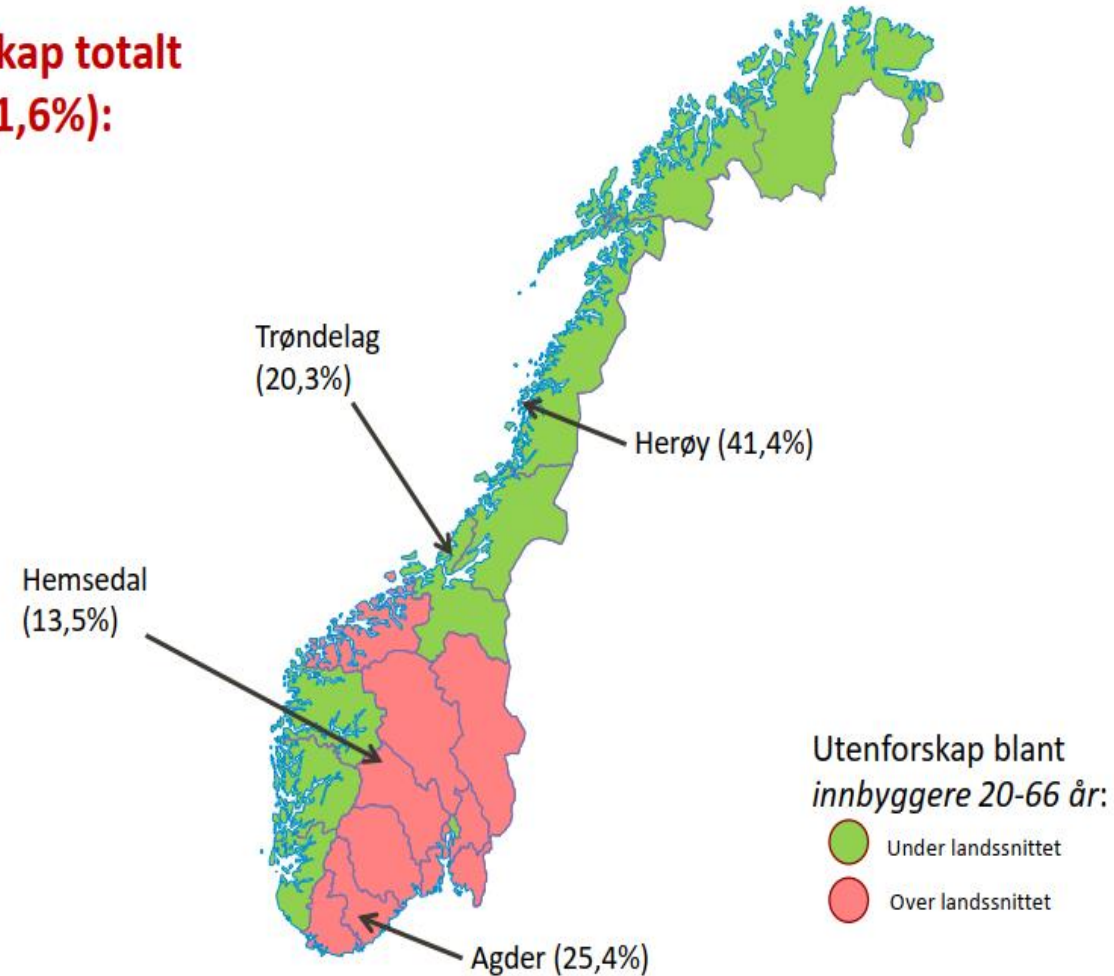 kap totalt
1,6%):
Trøndelag
(20,3%)
Herøy (41,4%)
Hemsedal
(13,5%)
Utenforskap blant
innbyggere 20-66 år:
Under landssnittet
Over landssnittet
Agder (25,4%)